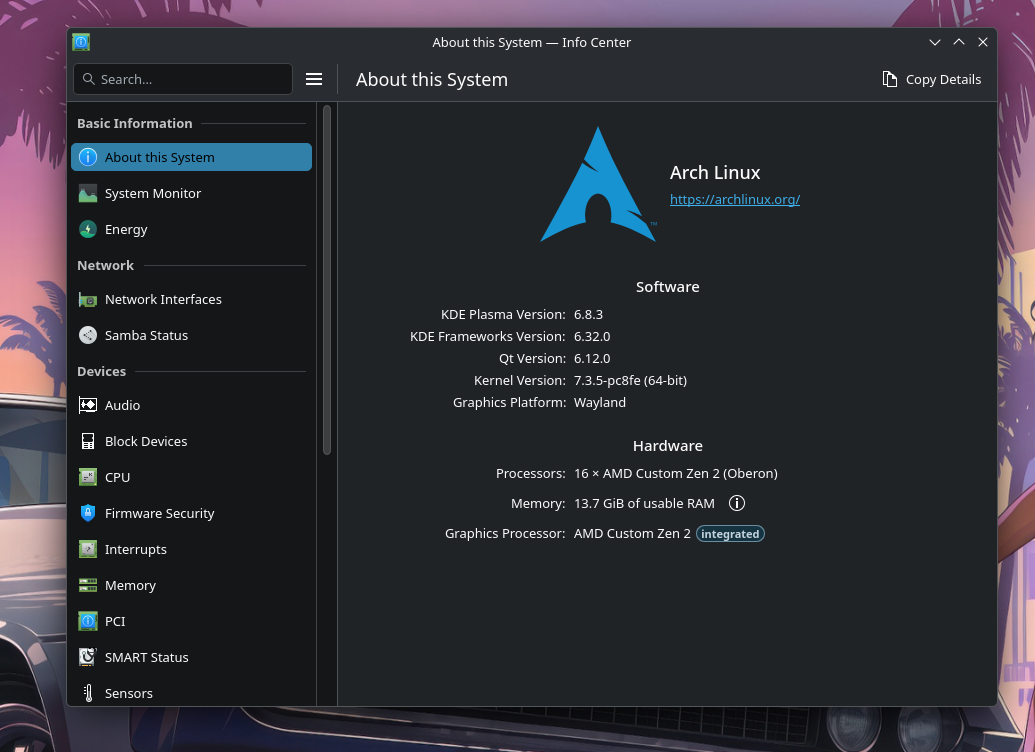 About this System — Info Center
Search...
About this System
Copy Details
Basic Information
About this System
System Monitor
Energy
Network
Network Interfaces
Samba Status
Devices
Audio
Block Devices
CPU
Firmware Security
Interrupts
Memory
PCI
SMART Status
Sensors
Arch Linux
https://archlinux.org/
™
Software
KDE Plasma Version: 6.8.3
KDE Frameworks Version: 6.32.0
Qt Version: 6.12.0
Kernel Version: 7.3.5-pc8fe (64-bit)
Graphics Platform: Wayland
Hardware
Processors: 16 × AMD Custom Zen 2 (Oberon)
Memory: 13.7 GiB of usable RAM
Graphics Processor: AMD Custom Zen 2 integrated